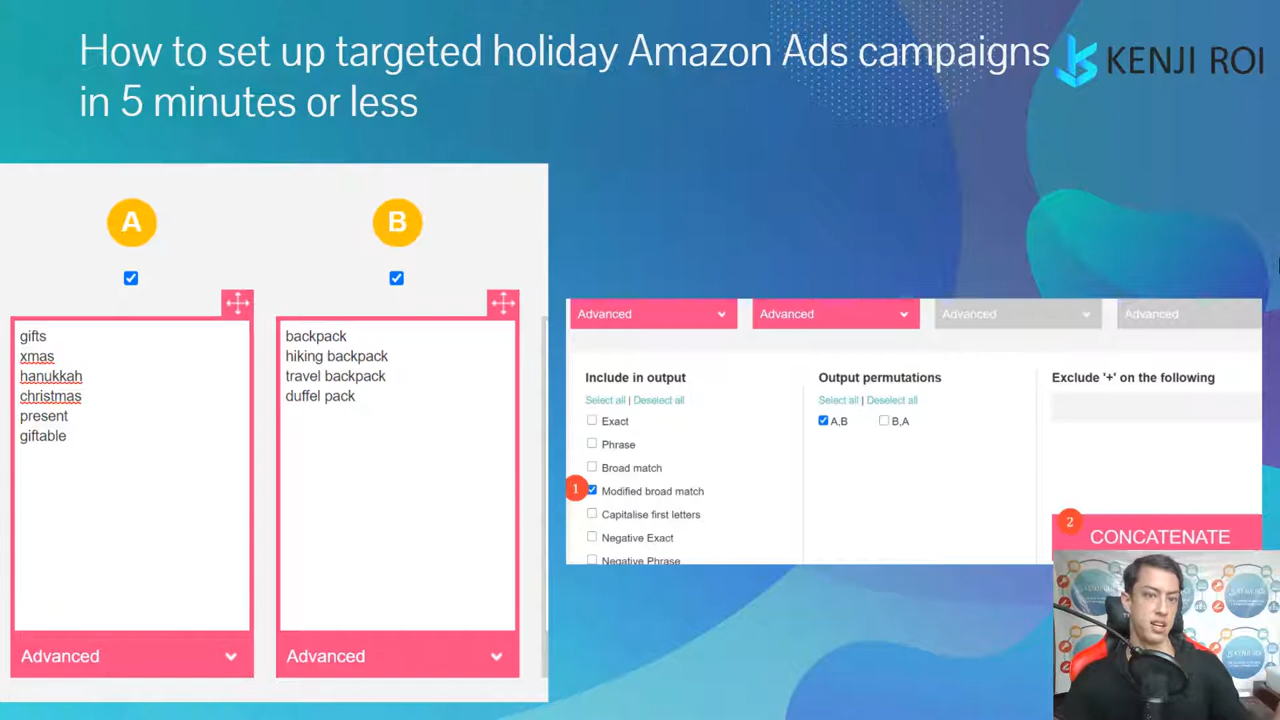 How to set up targeted holiday Amazon Ads campaigns
in 5 minutes or less
KENJI ROI
A
B
gifts
xmas
hanukkah
christmas
present
giftable
Advanced
backpack
hiking backpack
travel backpack
duffel pack
Advanced
Advanced
Advanced
Advanced
Advanced
Include in output
Select all | Deselect all
Exact
Phrase
Broad match
1
Modified broad match
Capitalise first letters
Negative Exact
Negative Phrase
Output permutations
Select all | Deselect all
A,B
B,A
Exclude '+' on the following
2
CONCATENATE
KENJI ROI